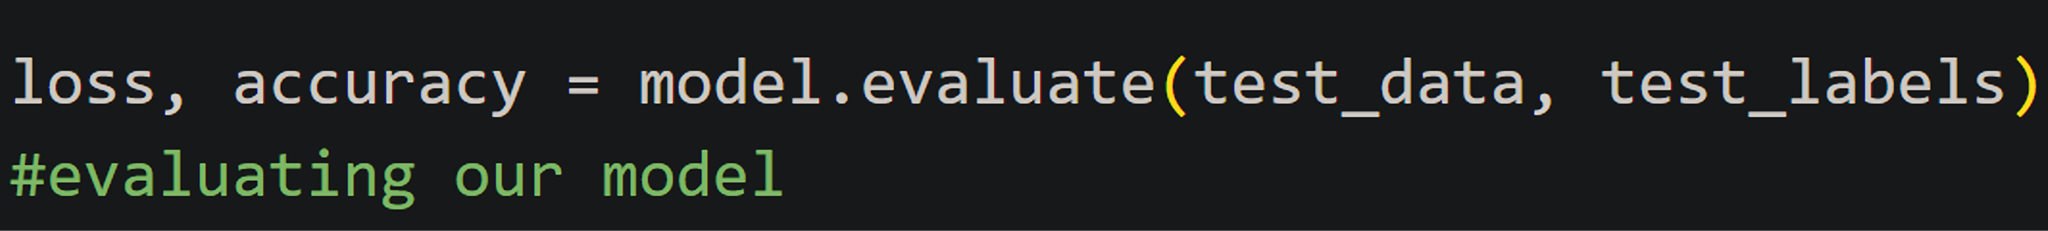 loss, accuracy = model.evaluate(test_data, test_labels)
#evaluating our model